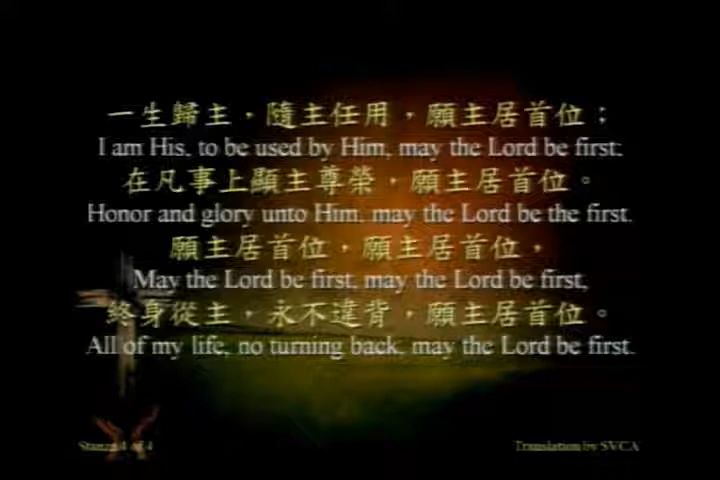 一生歸主，隨主任用，願主居首位；
I am His, to be used by Him, may the Lord be first;
在凡事上顯主尊榮，願主居首位。
Honor and glory unto Him, may the Lord be the first.
願主居首位，願主居首位，
May the Lord be first, may the Lord be first,
終身從主，永不違背，願主居首位。
All of my life, no turning back, may the Lord be first.
Stanza 4 of 4
Translation by SVCA